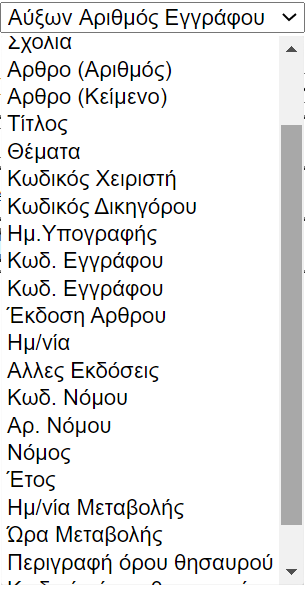 Αύξων Αριθμός Εγγράφου
Σχόλια
Αρθρο (Αριθμός)
Αρθρο (Κείμενο)
Τίτλος
Θέματα
Κωδικός Χειριστή
Κωδικός Δικηγόρου
Ημ.Υπογραφής
Κωδ. Εγγράφου
Κωδ. Εγγράφου
Έκδοση Αρθρου
Ημ/νία
Αλλες Εκδόσεις
Κωδ. Νόμου
Αρ. Νόμου
Νόμος
Έτος
Ημ/νία Μεταβολής
Ώρα Μεταβολής
Περιγραφή όρου θησαυρού